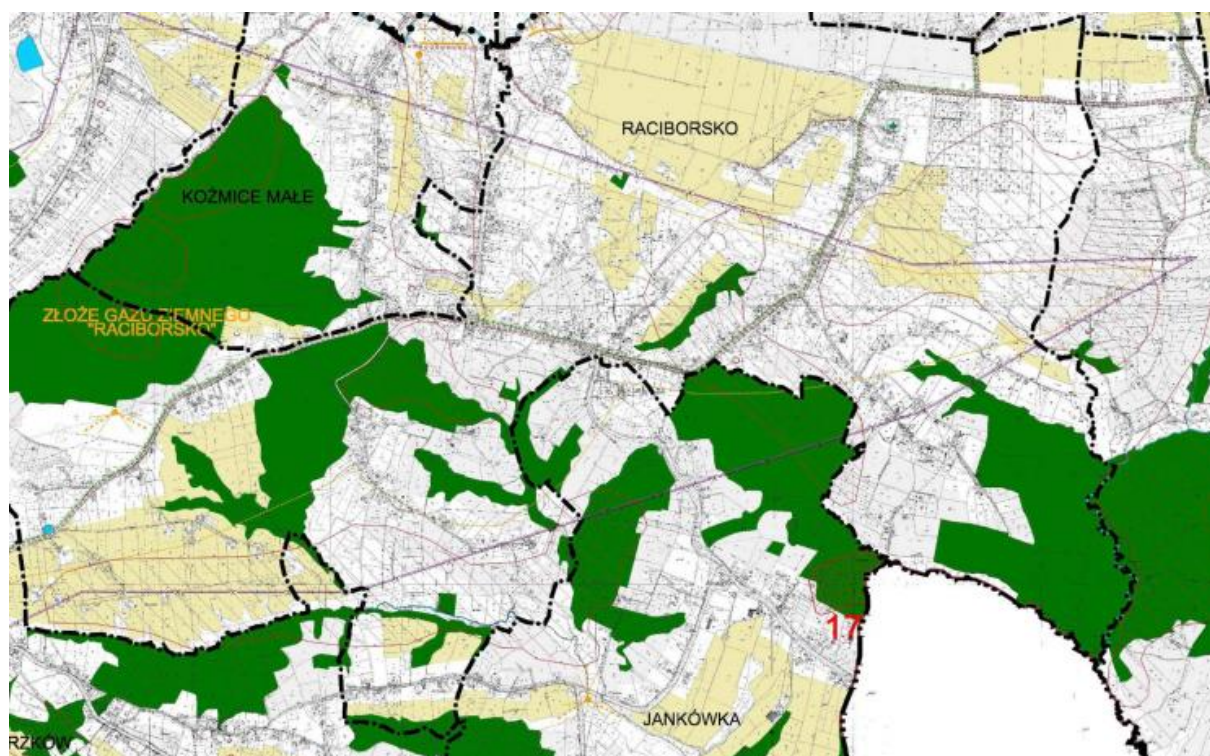 RACIBORSKO
KOŹMICE MAŁE
ZŁOŻE GAZU ZIEMNEGO
"RACIBORSKO"
17
JANKÓWKA
RZKÓW